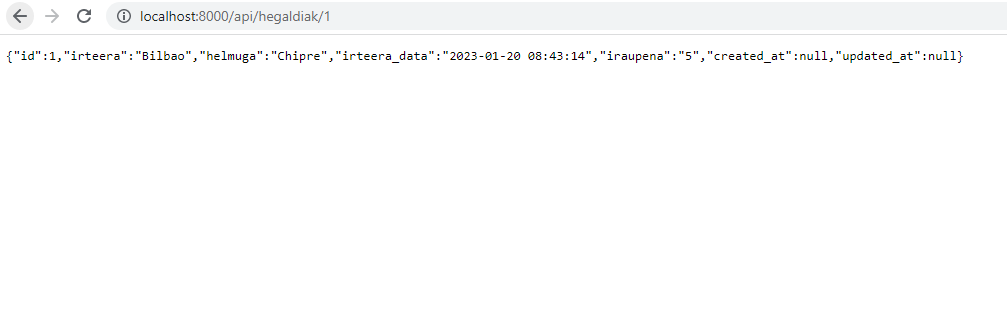 localhost:8000/api/hegaldiak/1
{"id":1,"irteera":"Bilbao","helmuga":"Chipre","irteera_data":"2023-01-20 08:43:14","iraupena":"5","created_at":null,"updated_at":null}